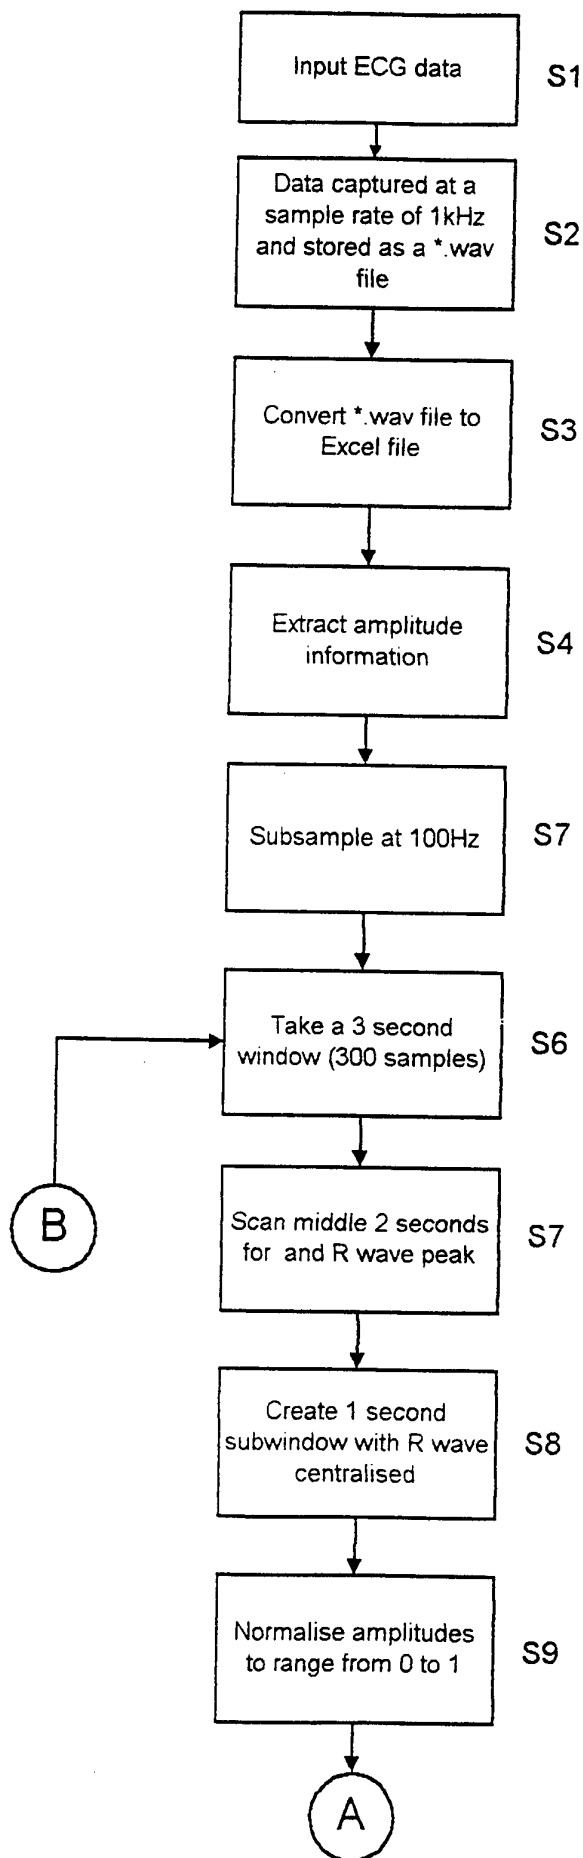 Input ECG data
S1
Data captured at a
sample rate of 1kHz
and stored as a *.wav
file
S2
Convert *.wav file to
Excel file
S3
Extract amplitude
information
S4
Subsample at 100Hz
S7
Take a 3 second
window (300 samples)
S6
B
Scan middle 2 seconds
for and R wave peak
S7
Create 1 second
subwindow with R wave
centralised
S8
Normalise amplitudes
to range from 0 to 1
S9
A